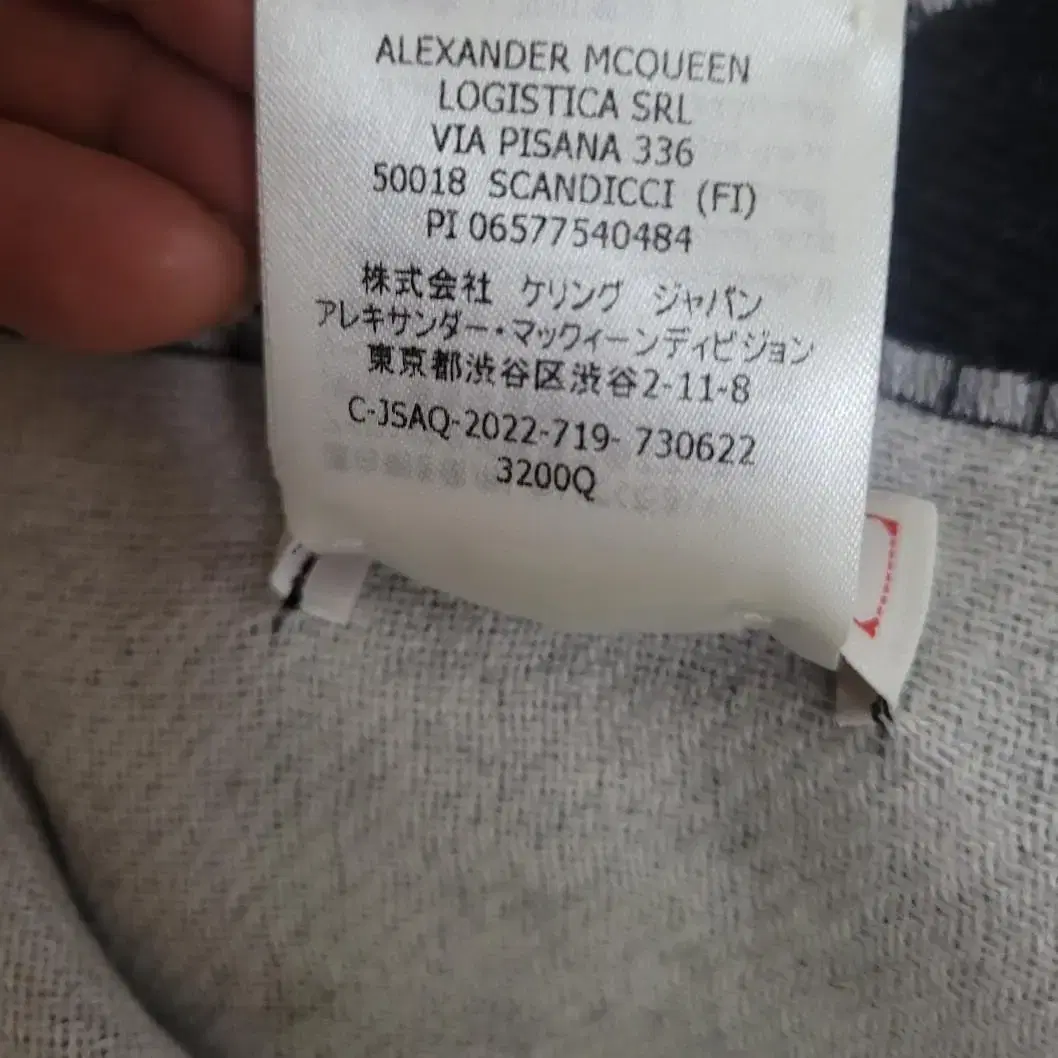 ALEXANDER MCQUEEN
LOGISTICA SRL
VIA PISANA 336
50018 SCANDICCI (FI)
PI 06577540484
株式会社 ケリング ジャパン
アレキサンダー・マックィーンディビジョン
東京都渋谷区渋谷2-11-8
C-JSAQ-2022-719- 730622
3200Q